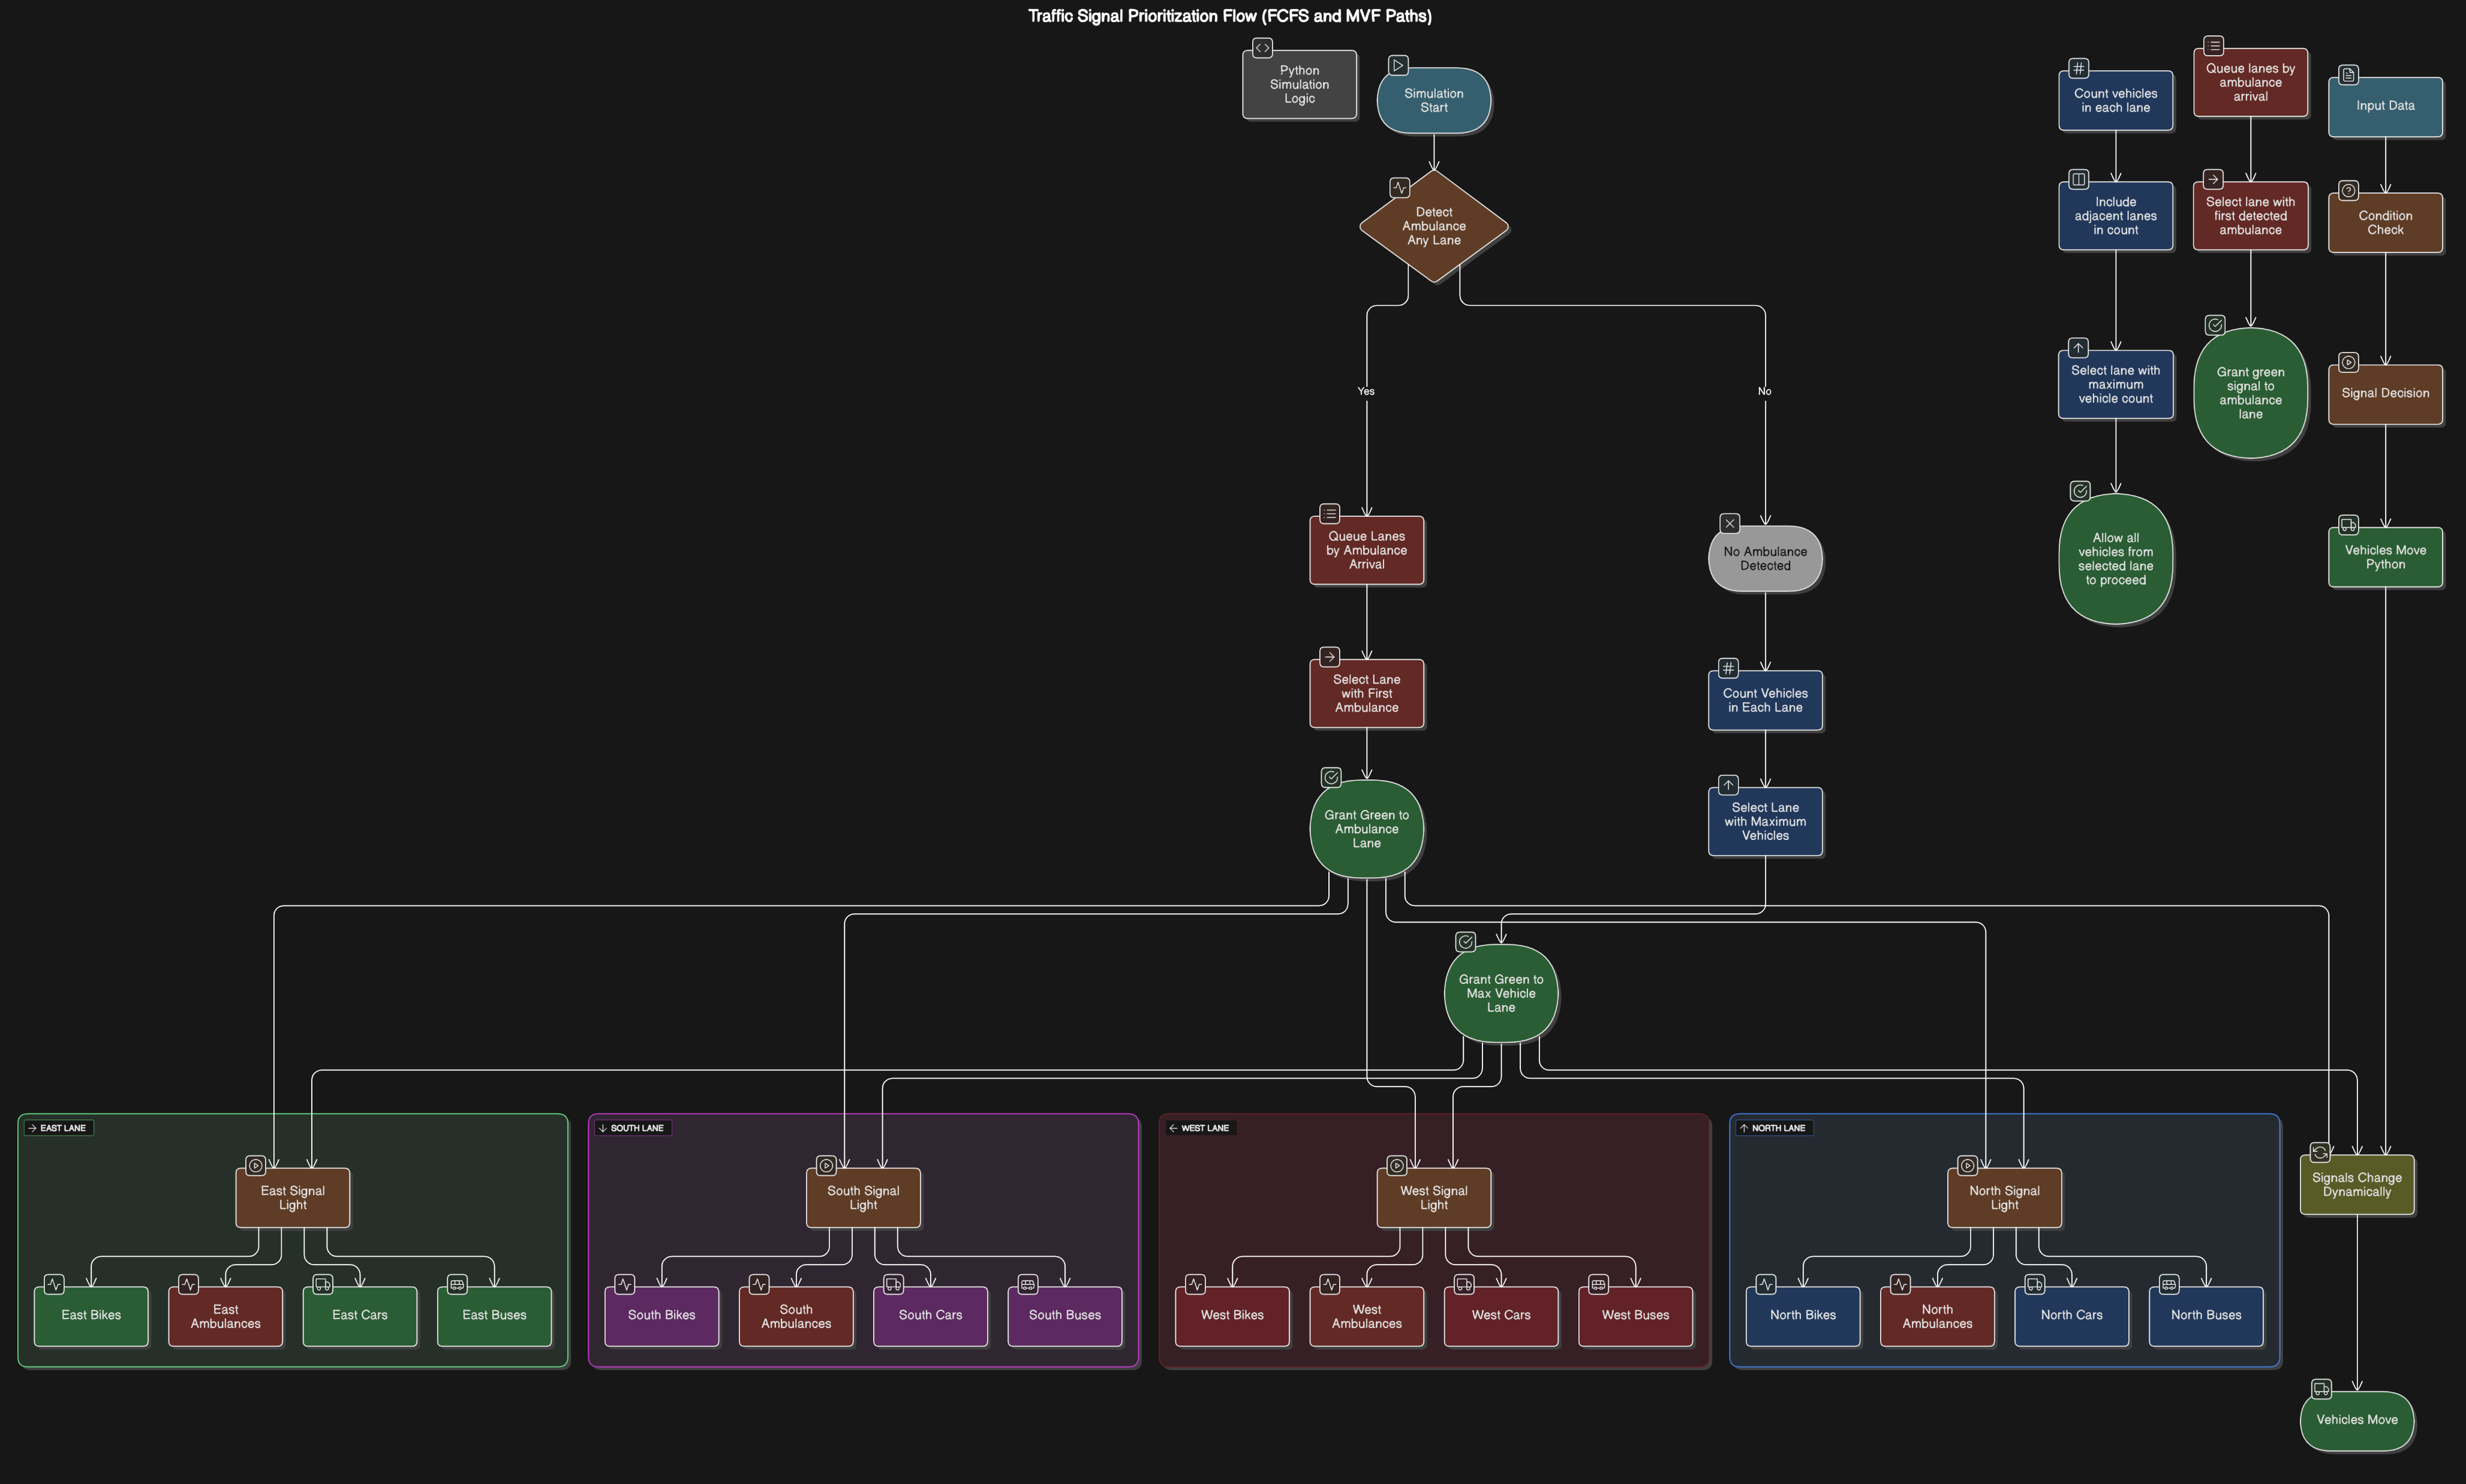 Traffic Signal Prioritization Flow (FCFS and MVF Paths)
Python
Simulation
Logic
Simulation
Start
Detect
Ambulance
Any Lane
Yes
No
Queue Lanes
by Ambulance
Arrival
No Ambulance
Detected
Select Lane
with First
Ambulance
Count Vehicles
in Each Lane
Grant Green to
Ambulance
Lane
Select Lane
with Maximum
Vehicles
Grant Green to
Max Vehicle
Lane
Count vehicles
in each lane
Include
adjacent lanes
in count
Select lane with
maximum
vehicle count
Allow all
vehicles from
selected lane
to proceed
Queue lanes by
ambulance
arrival
Select lane with
first detected
ambulance
Grant green
signal to
ambulance
lane
Input Data
Condition
Check
Signal Decision
Vehicles Move
Python
EAST LANE
East Signal
Light
East Bikes
East
Ambulances
East Cars
East Buses
SOUTH LANE
South Signal
Light
South Bikes
South
Ambulances
South Cars
South Buses
WEST LANE
West Signal
Light
West Bikes
West
Ambulances
West Cars
West Buses
NORTH LANE
North Signal
Light
North Bikes
North
Ambulances
North Cars
North Buses
Signals Change
Dynamically
Vehicles Move